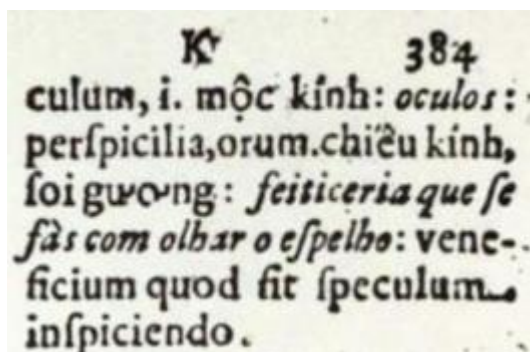 K 384
culum, i. mộc kính: oculos:
perſpicilia, orum. chiếu kính,
ſoi gương: feiticeria que ſe
fàs com olhar o eſpelho: vene-
ficium quod fit ſpeculum
inſpiciendo.